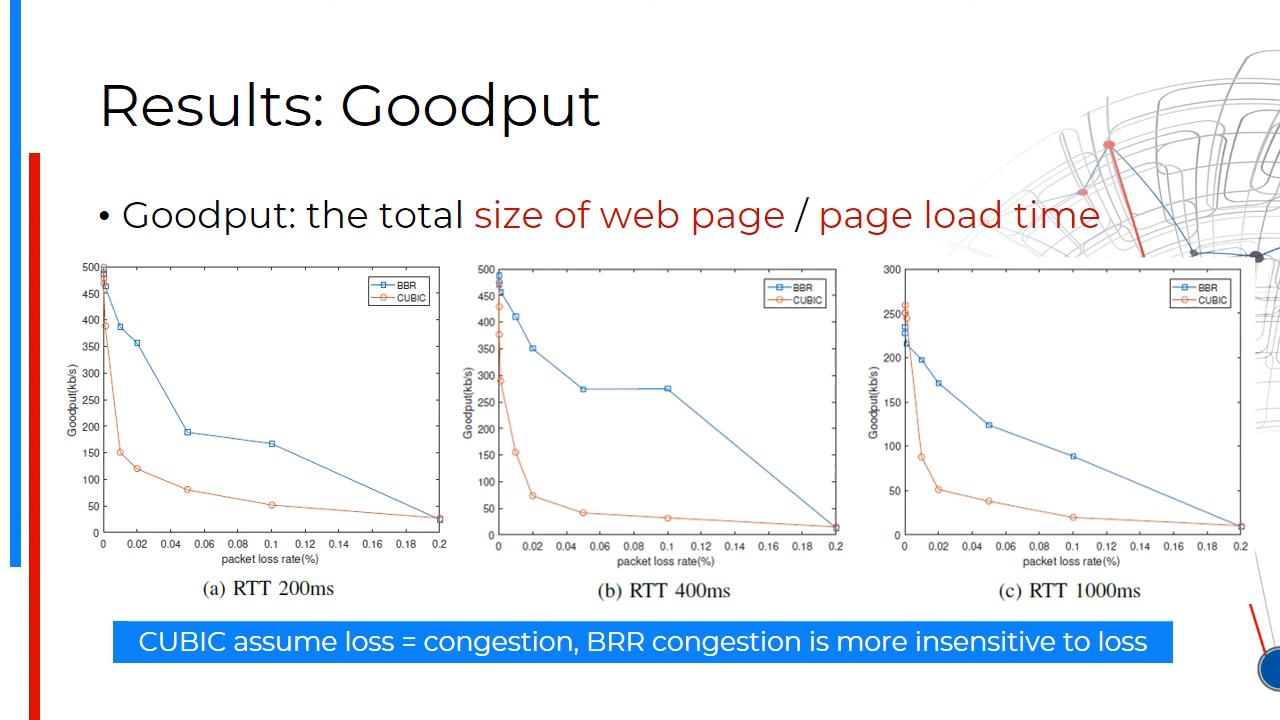 Results: Goodput
• Goodput: the total size of web page / page load time
500
450
400
350
300
250
200
150
100
50
0
Goodput(kb/s)
BBR
CUBIC
0 0.02 0.04 0.06 0.08 0.1 0.12 0.14 0.16 0.18 0.2
packet loss rate(%)
(a) RTT 200ms
500
450
400
350
300
250
200
150
100
50
0
Goodput(kb/s)
BBR
CUBIC
0 0.02 0.04 0.06 0.08 0.1 0.12 0.14 0.16 0.18 0.2
packet loss rate(%)
(b) RTT 400ms
300
250
200
150
100
50
0
Goodput(kb/s)
BBR
CUBIC
0 0.02 0.04 0.06 0.08 0.1 0.12 0.14 0.16 0.18 0.2
packet loss rate(%)
(c) RTT 1000ms
CUBIC assume loss = congestion, BRR congestion is more insensitive to loss